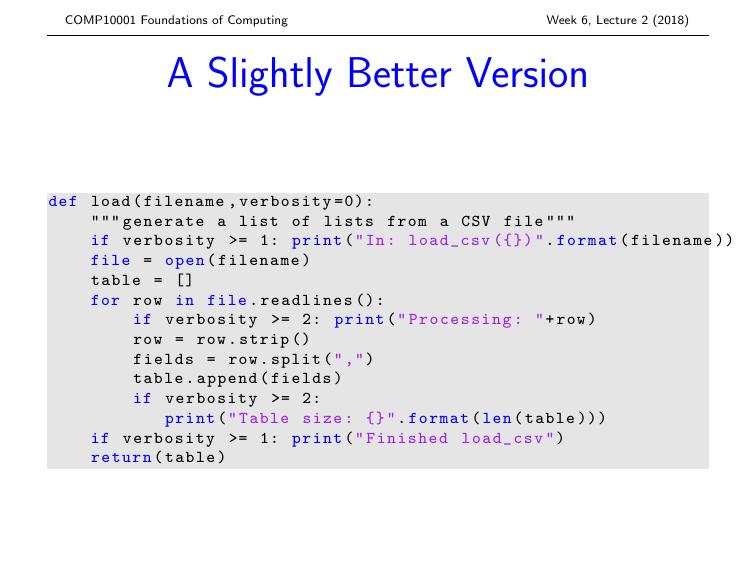 COMP10001 Foundations of Computing
Week 6, Lecture 2 (2018)
A Slightly Better Version
def load(filename,verbosity=0):
    """generate a list of lists from a CSV file"""
    if verbosity >= 1: print("In: load_csv({})".format(filename))
    file = open(filename)
    table = []
    for row in file.readlines():
        if verbosity >= 2: print("Processing: "+row)
        row = row.strip()
        fields = row.split(",")
        table.append(fields)
        if verbosity >= 2:
           print("Table size: {}".format(len(table)))
    if verbosity >= 1: print("Finished load_csv")
    return(table)